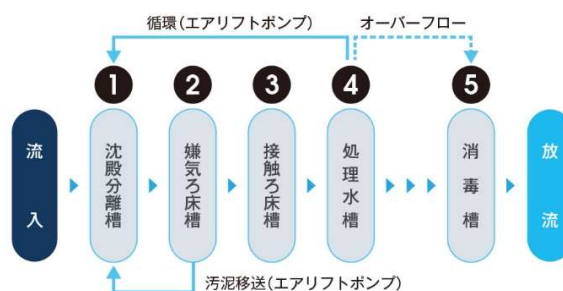 循環(エアリフトポンプ)
オーバーフロー
1
2
3
4
5
流入
沈殿分離槽
嫌気ろ床槽
接触ろ床槽
処理水槽
消毒槽
放流
汚泥移送(エアリフトポンプ)